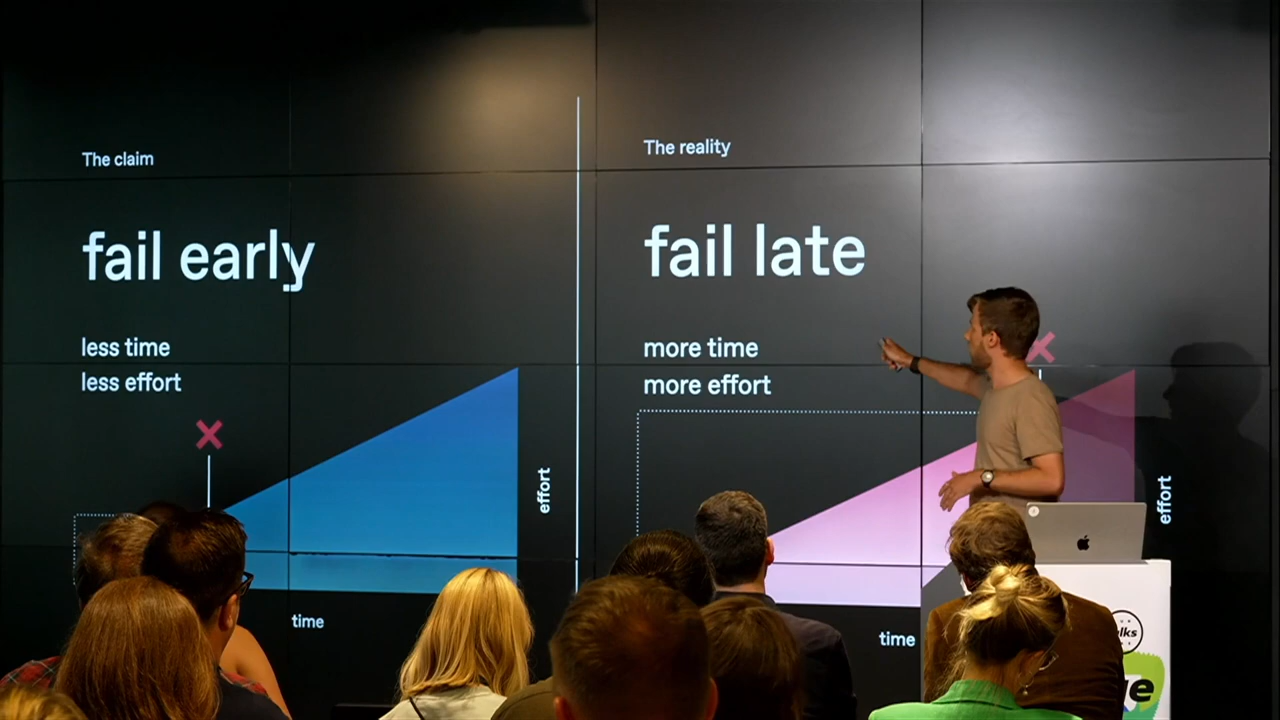 The claim
fail early
less time
less effort
effort
time
The reality
fail late
more time
more effort
effort
time